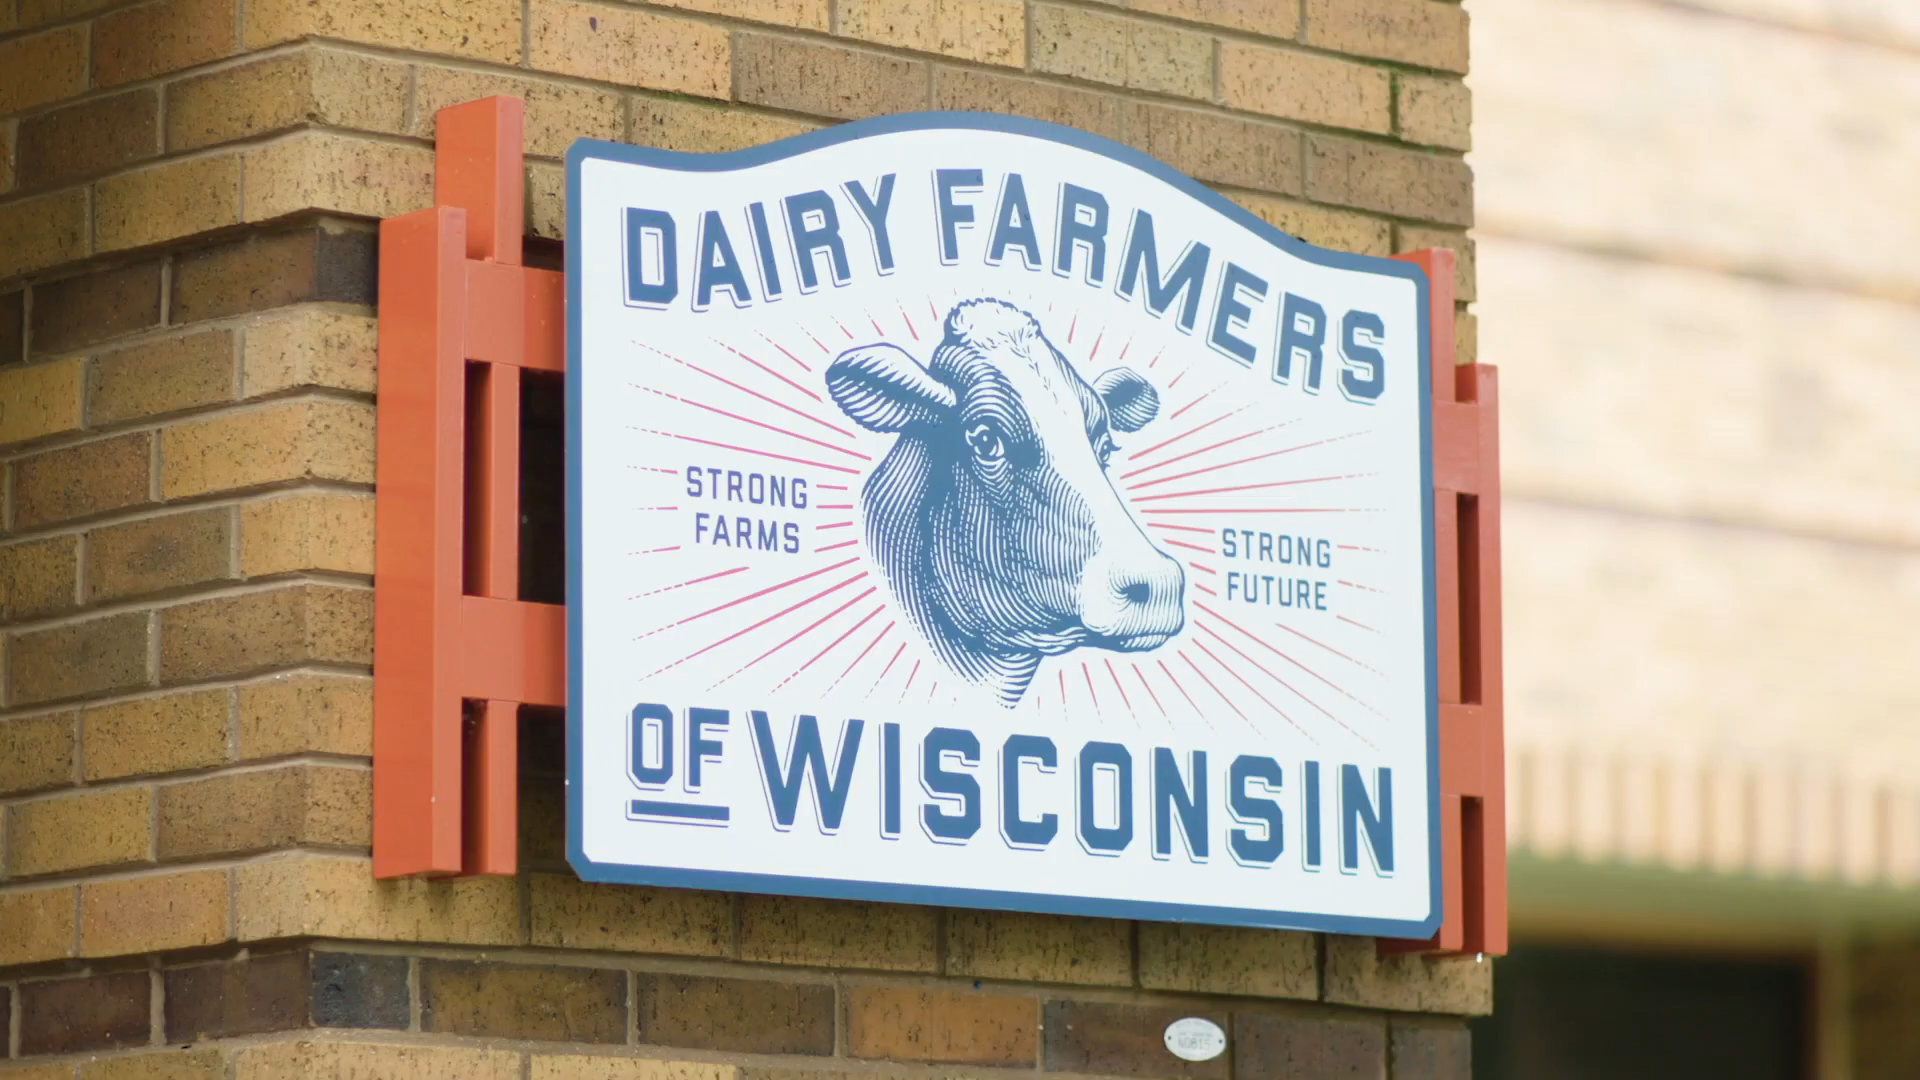 DAIRY FARMERS
STRONG
FARMS
STRONG
FUTURE
OF WISCONSIN